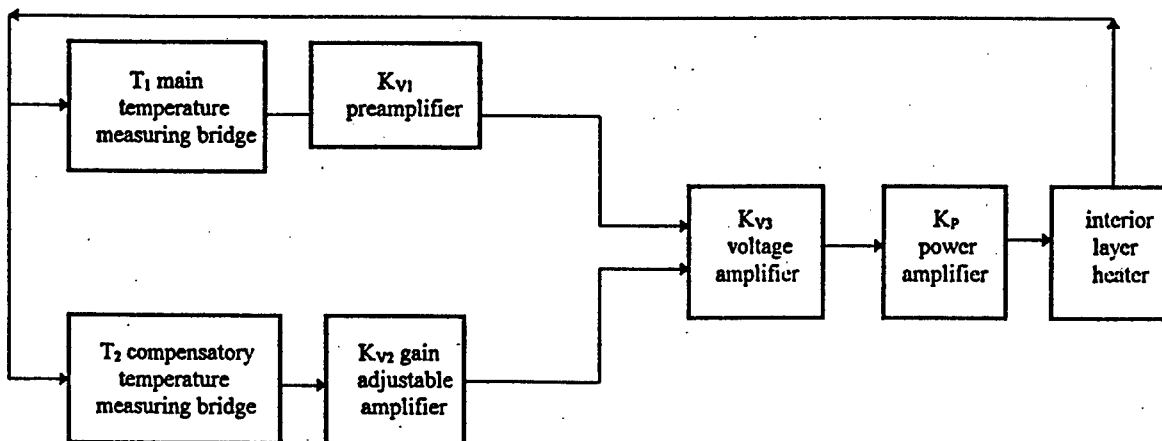 T₁ main
temperature
measuring bridge
Kᵥ₁
preamplifier
Kᵥ₃
voltage
amplifier
K_P
power
amplifier
interior
layer
heater
T₂ compensatory
temperature
measuring bridge
Kᵥ₂ gain
adjustable
amplifier